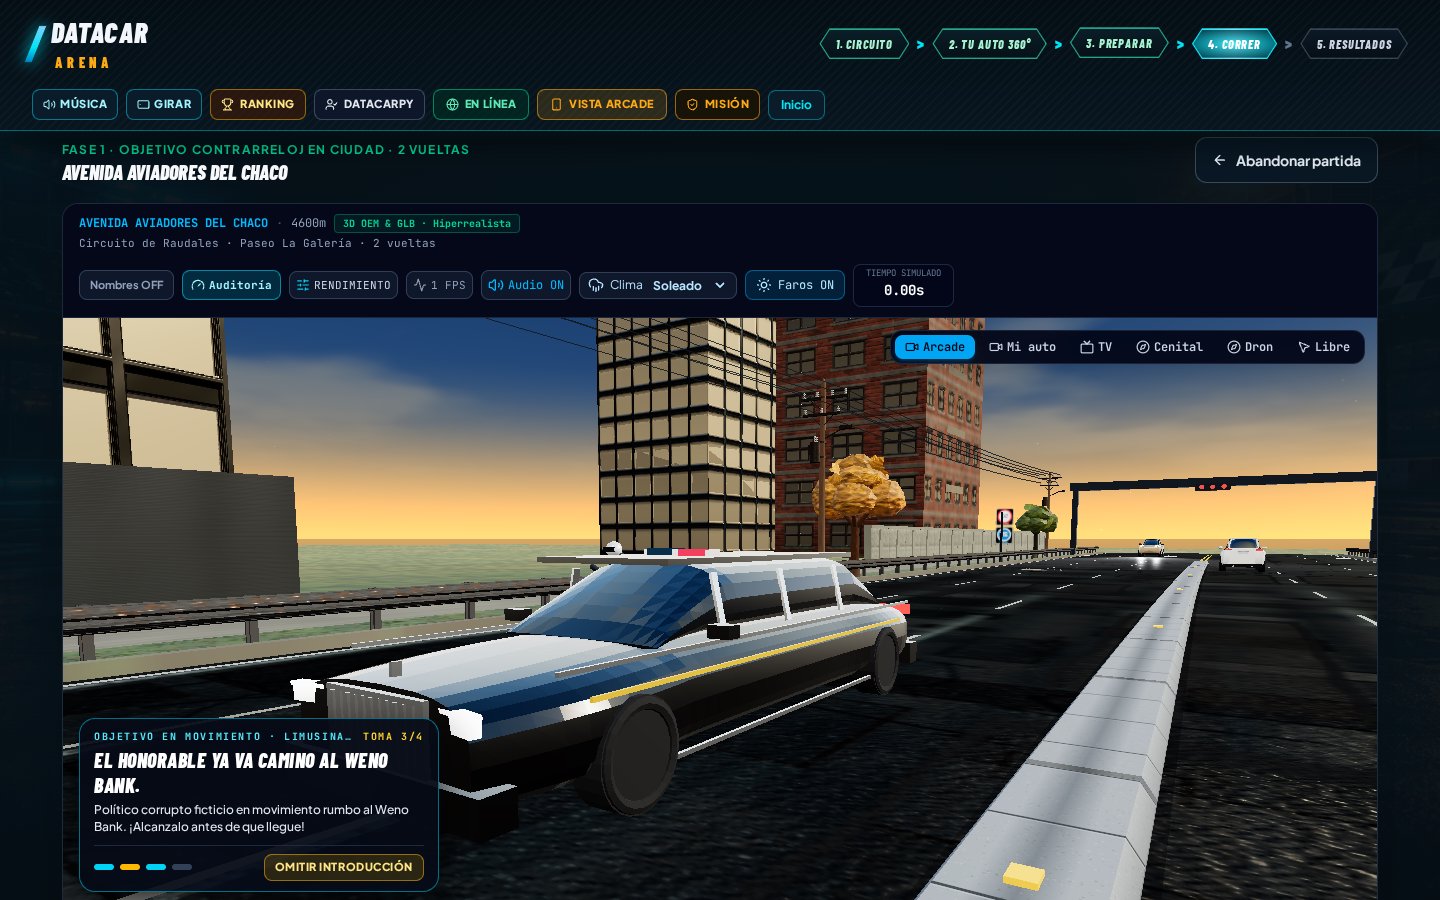 DATACAR
ARENA
1. CIRCUITO > 2. TU AUTO 360° > 3. PREPARAR > 4. CORRER > 5. RESULTADOS
MÚSICA GIRAR RANKING DATACARPY EN LÍNEA VISTA ARCADE MISIÓN Inicio
FASE 1 · OBJETIVO CONTRARRELOJ EN CIUDAD · 2 VUELTAS
AVENIDA AVIADORES DEL CHACO
← Abandonar partida
AVENIDA AVIADORES DEL CHACO · 4600m 3D OEM & GLB · Hiperrealista
Circuito de Raudales · Paseo La Galería · 2 vueltas
Nombres OFF Auditoría RENDIMIENTO 1 FPS Audio ON Clima Soleado Faros ON
TIEMPO SIMULADO
0.00s
Arcade Mi auto TV Cenital Dron Libre
OBJETIVO EN MOVIMIENTO · LIMUSINA… TOMA 3/4
EL HONORABLE YA VA CAMINO AL WENO
BANK.
Político corrupto ficticio en movimiento rumbo al Weno
Bank. ¡Alcanzalo antes de que llegue!
OMITIR INTRODUCCIÓN